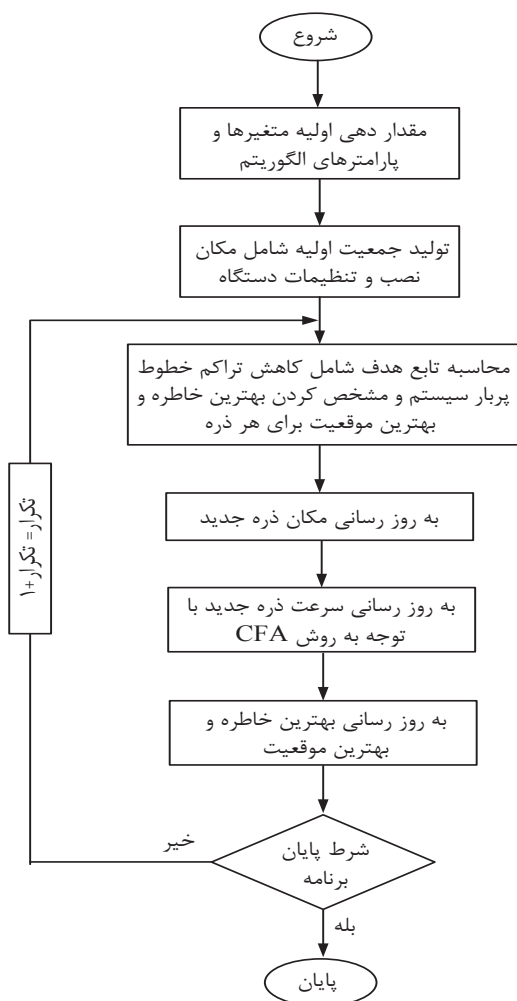 شروع
مقدار دهی اولیه متغیرها و
پارامترهای الگوریتم
تولید جمعیت اولیه شامل مکان
نصب و تنظیمات دستگاه
محاسبه تابع هدف شامل کاهش تراکم خطوط
پربار سیستم و مشخص کردن بهترین خاطره و
بهترین موقعیت برای هر ذره
به روز رسانی مکان ذره جدید
به روز رسانی سرعت ذره جدید با
توجه به روش CFA
به روز رسانی بهترین خاطره و
بهترین موقعیت
شرط پایان
برنامه
خیر
تکرار= تکرار+۱
بله
پایان